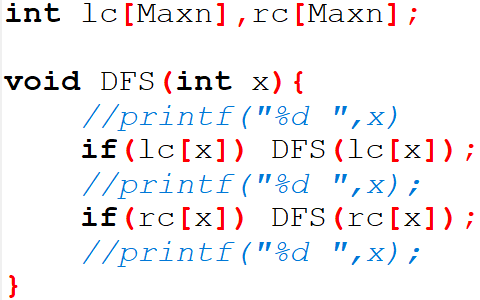 int lc[Maxn],rc[Maxn];
void DFS(int x){
//printf("%d ",x)
if(lc[x]) DFS(lc[x]);
//printf("%d ",x);
if(rc[x]) DFS(rc[x]);
//printf("%d ",x);
}